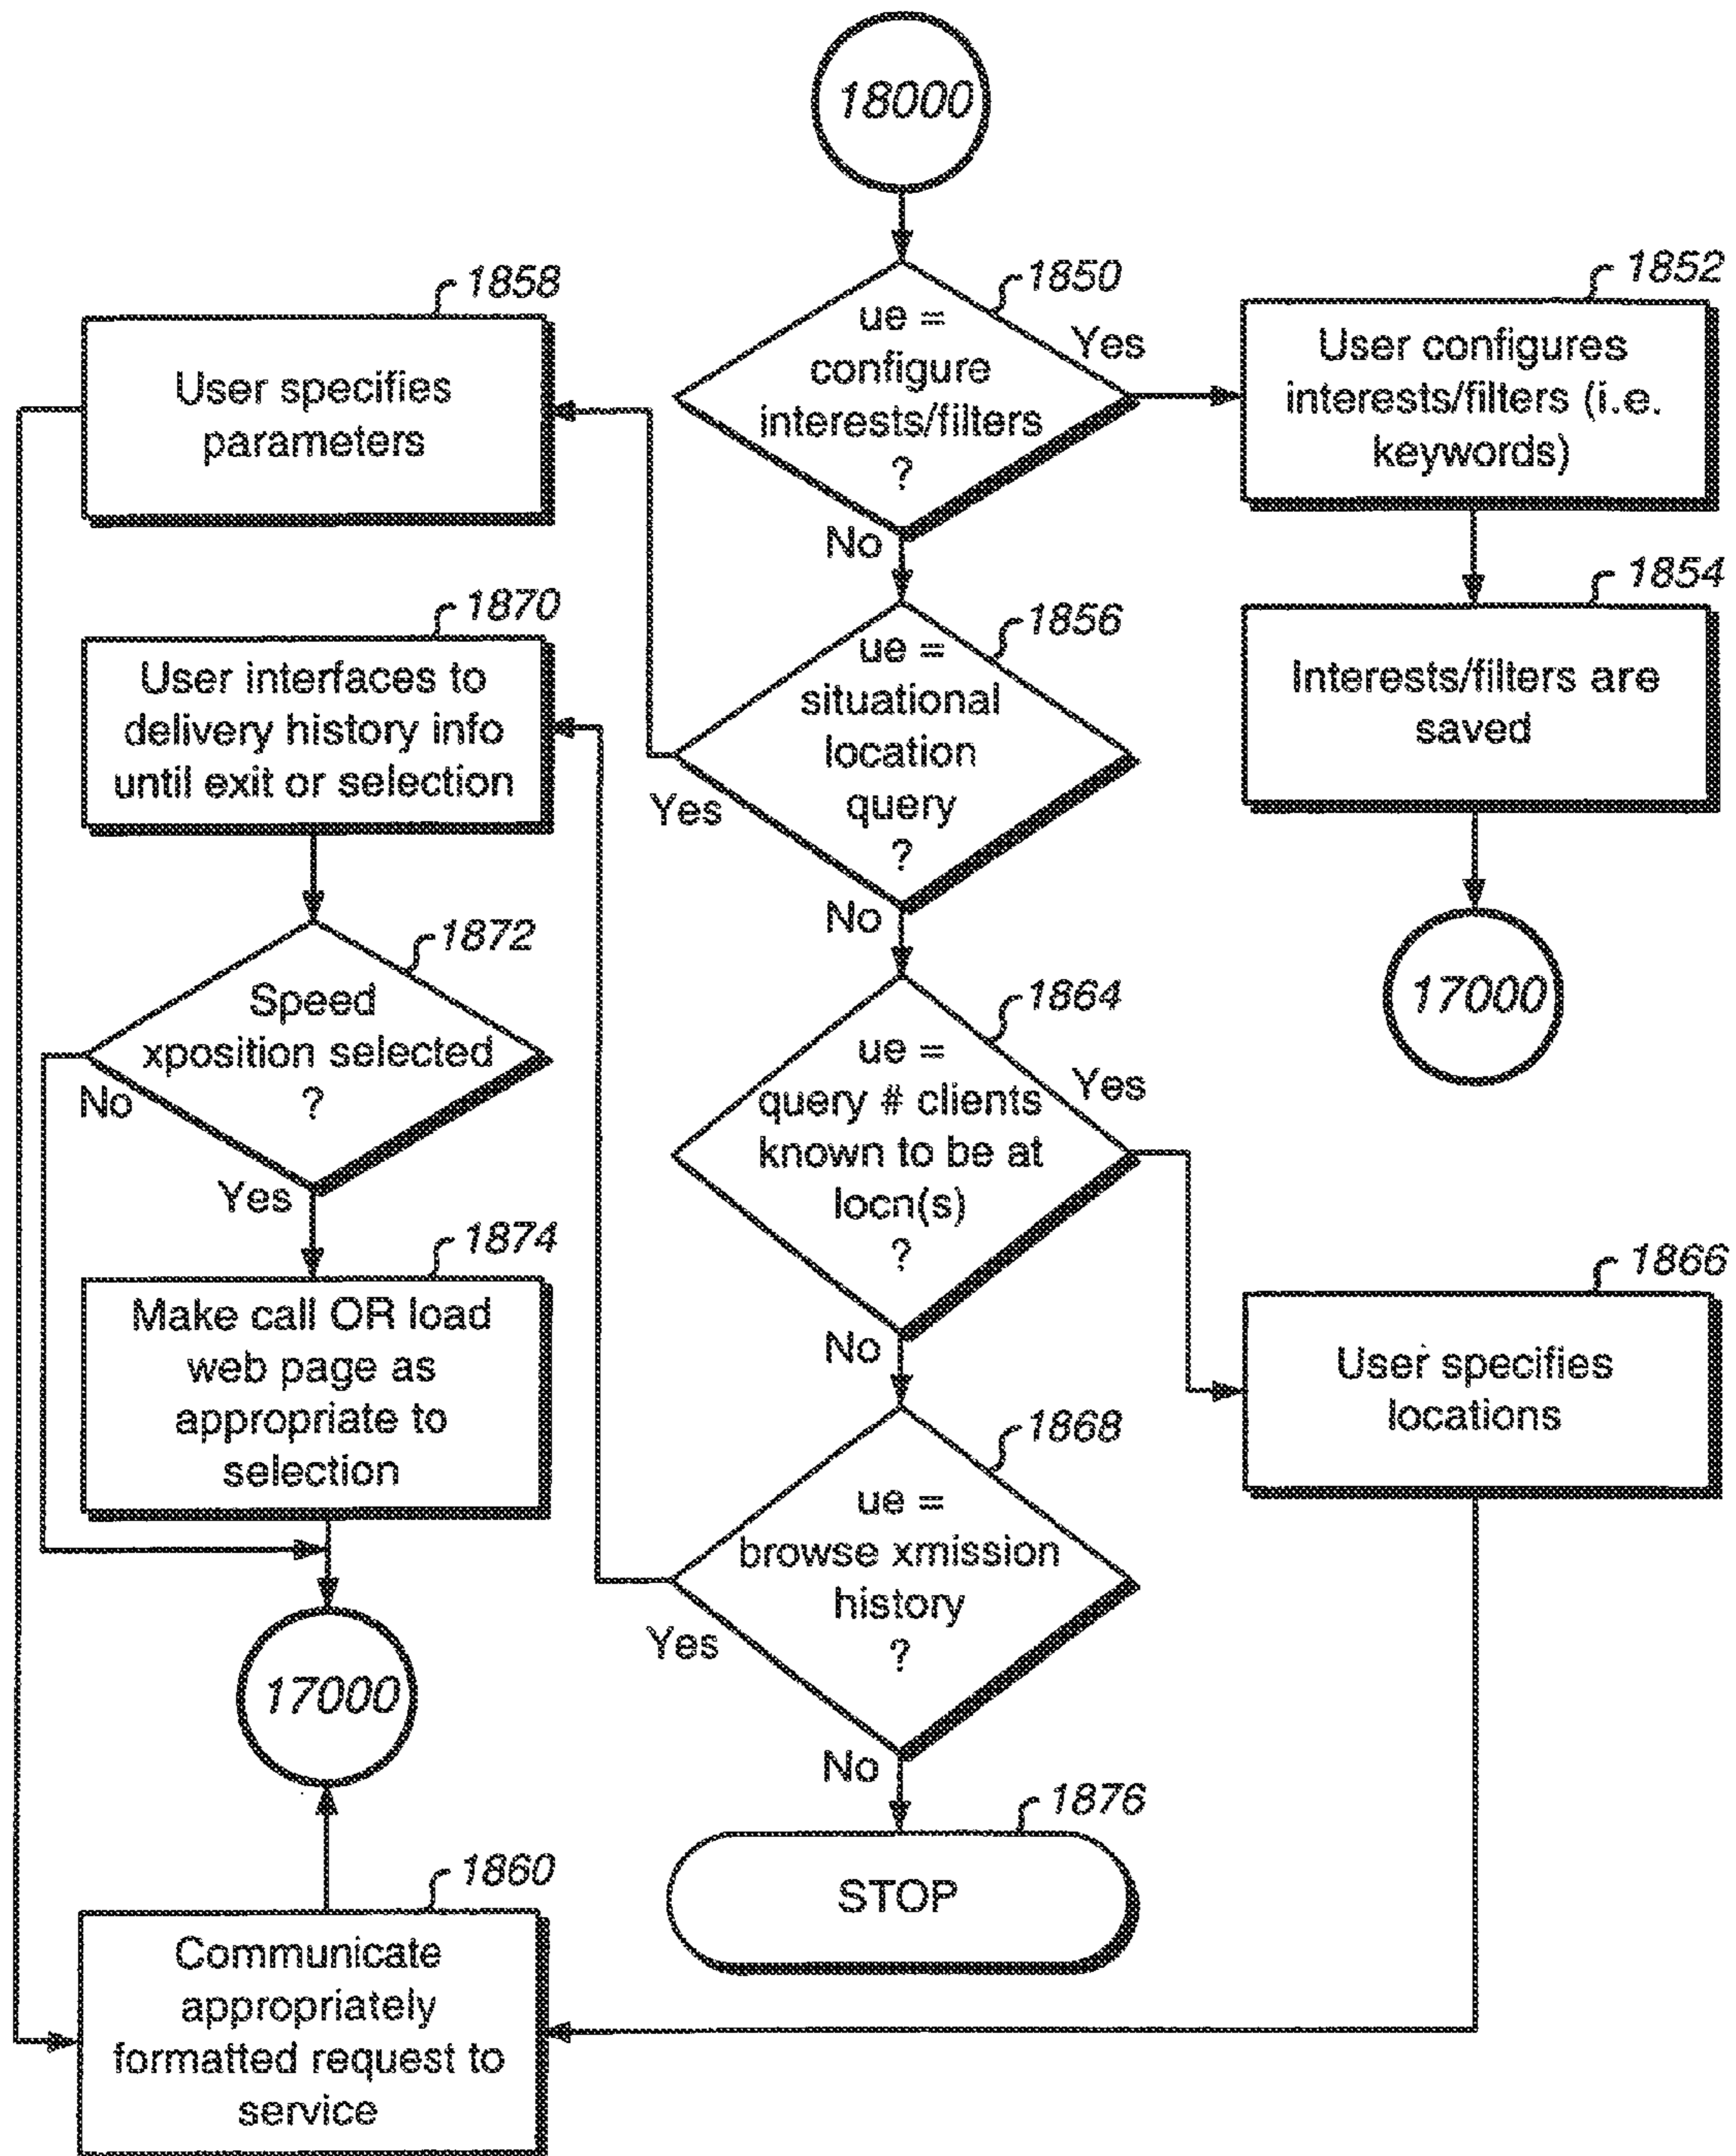 18000
1850
ue =
configure
interests/filters
?
Yes
No
1852
User configures
interests/filters (i.e.
keywords)
1854
Interests/filters are
saved
17000
1858
User specifies
parameters
1856
ue =
situational
location
query
?
Yes
No
1870
User interfaces to
delivery history info
until exit or selection
1872
Speed
xposition selected
?
No
Yes
1874
Make call OR load
web page as
appropriate to
selection
17000
1864
ue =
query # clients
known to be at
locn(s)
?
Yes
No
1866
User specifies
locations
1868
ue =
browse xmission
history
?
Yes
No
1876
STOP
1860
Communicate
appropriately
formatted request to
service